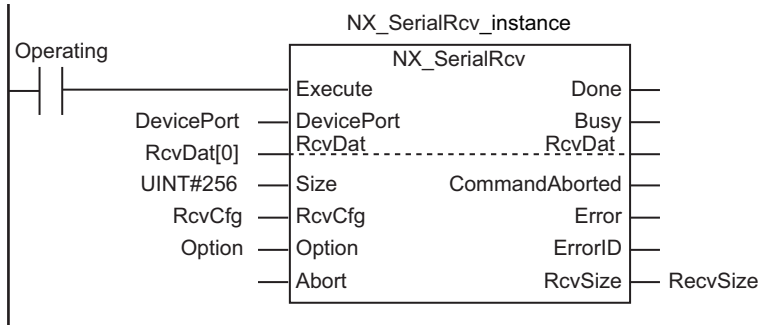 NX_SerialRcv_instance
Operating
NX_SerialRcv
Execute Done
DevicePort DevicePort Busy
RcvDat[0] RcvDat RcvDat
UINT#256 Size CommandAborted
RcvCfg RcvCfg Error
Option Option ErrorID
Abort RcvSize RecvSize